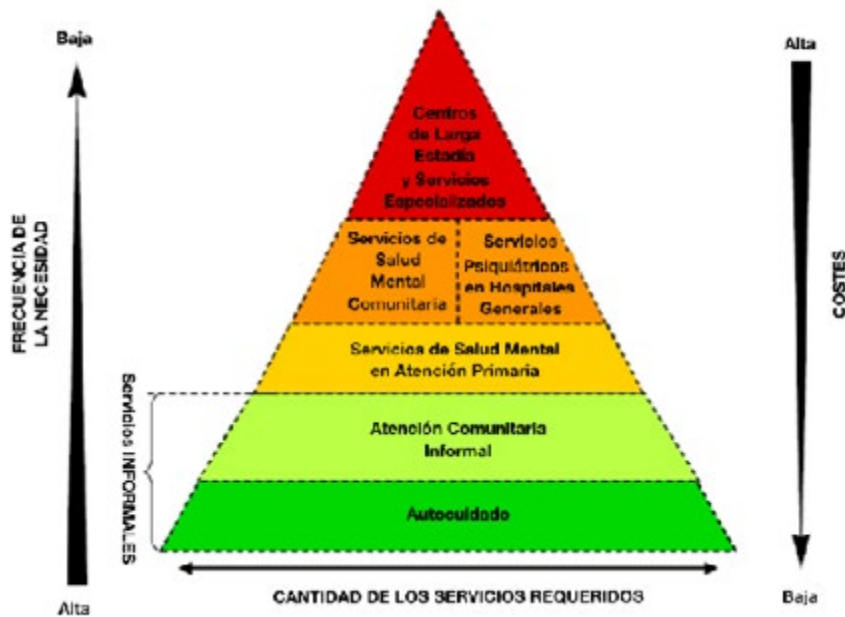 Baja
Alta
Centros
de Larga
Estadía
y Servicios
Especializados
FRECUENCIA DE
LA NECESIDAD
Servicios de
Salud
Mental
Comunitaria
Servicios
Psiquiátricos
en Hospitales
Generales
COSTES
Servicios de Salud Mental
en Atención Primaria
Servicios INFORMALES
Atención Comunitaria
Informal
Autocuidado
Alta
CANTIDAD DE LOS SERVICIOS REQUERIDOS
Baja